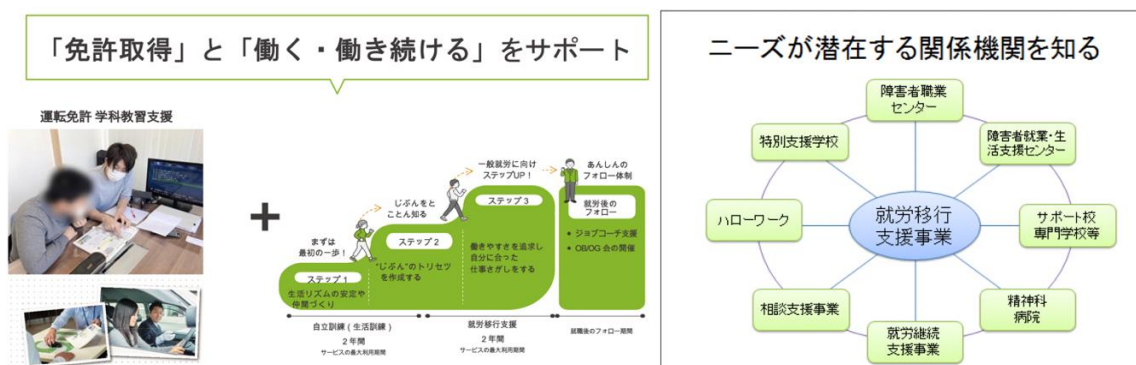 「免許取得」と「働く・働き続ける」をサポート
運転免許 学科教習支援
+
まずは
最初の一歩！
ステップ1
生活リズムの安定や
仲間づくり
じぶんをと
ことん知る
ステップ2
“じぶん”のトリセツ
を作成する
一般就労に向け
ステップUP！
ステップ3
働きやすさを追求し
自分に合った
仕事さがしをする
あんしんの
フォロー体制
就労後の
フォロー
● ジョブコーチ支援
● OB/OG 会の開催
自立訓練（生活訓練）
2年間
サービスの最大利用期間
就労移行支援
2年間
サービスの最大利用期間
就職後のフォロー期間
ニーズが潜在する関係機関を知る
障害者職業
センター
特別支援学校
障害者就業・生
活支援センター
ハローワーク
就労移行
支援事業
サポート校
専門学校等
相談支援事業
精神科
病院
就労継続
支援事業